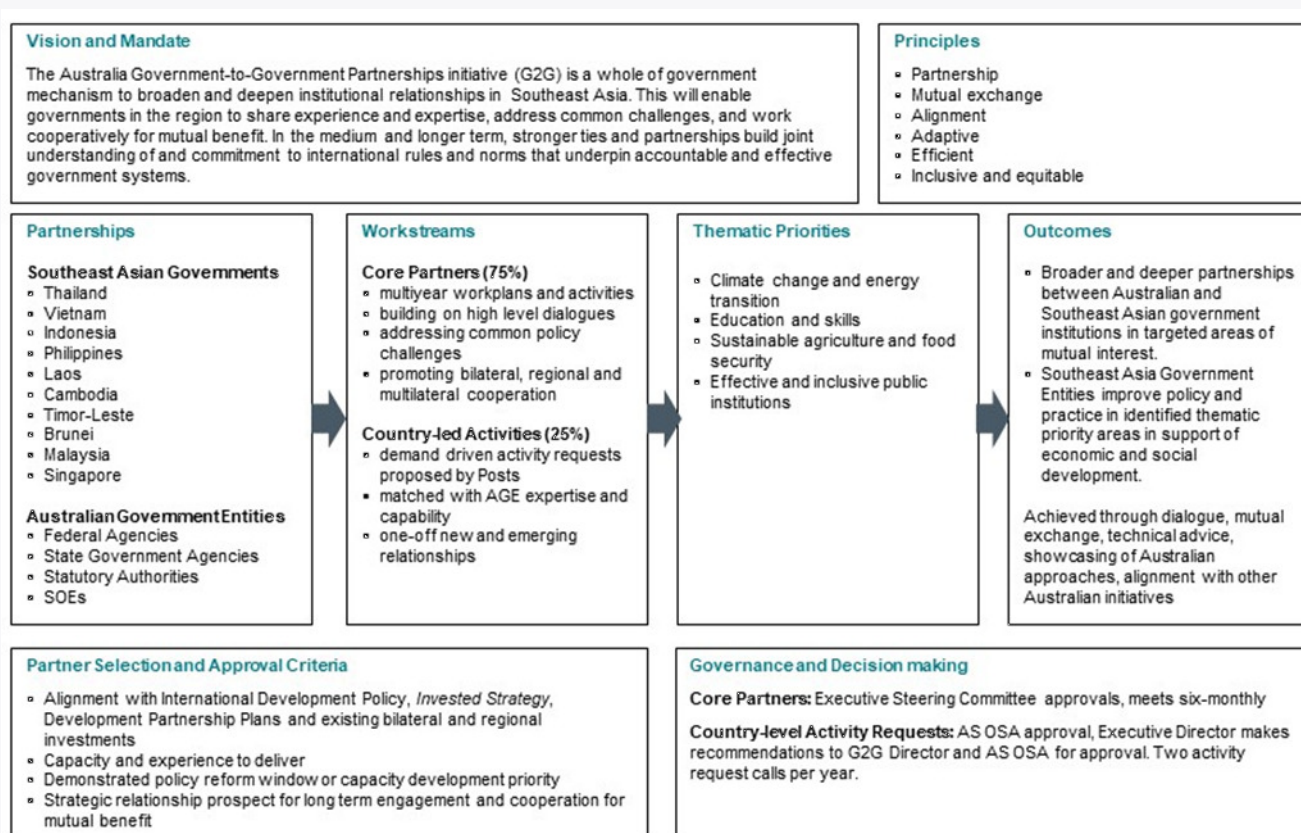 Vision and Mandate
The Australia Government-to-Government Partnerships initiative (G2G) is a whole of government
mechanism to broaden and deepen institutional relationships in Southeast Asia. This will enable
governments in the region to share experience and expertise, address common challenges, and work
cooperatively for mutual benefit. In the medium and longer term, stronger ties and partnerships build joint
understanding of and commitment to international rules and norms that underpin accountable and effective
government systems.
Principles
Partnership
Mutual exchange
Alignment
Adaptive
Efficient
Inclusive and equitable
Partnerships
Southeast Asian Governments
Thailand
Vietnam
Indonesia
Philippines
Laos
Cambodia
Timor-Leste
Brunei
Malaysia
Singapore
Australian Government Entities
Federal Agencies
State Government Agencies
Statutory Authorities
SOEs
Workstreams
Core Partners (75%)
multiyear workplans and activities
building on high level dialogues
addressing common policy
challenges
promoting bilateral, regional and
multilateral cooperation
Country-led Activities (25%)
demand driven activity requests
proposed by Posts
matched with AGE expertise and
capability
one-off new and emerging
relationships
Thematic Priorities
Climate change and energy
transition
Education and skills
Sustainable agriculture and food
security
Effective and inclusive public
institutions
Outcomes
Broader and deeper partnerships
between Australian and
Southeast Asian government
institutions in targeted areas of
mutual interest.
Southeast Asia Government
Entities improve policy and
practice in identified thematic
priority areas in support of
economic and social
development.
Achieved through dialogue, mutual
exchange, technical advice,
showcasing of Australian
approaches, alignment with other
Australian initiatives
Partner Selection and Approval Criteria
Alignment with International Development Policy, Invested Strategy,
Development Partnership Plans and existing bilateral and regional
investments
Capacity and experience to deliver
Demonstrated policy reform window or capacity development priority
Strategic relationship prospect for long term engagement and cooperation for
mutual benefit
Governance and Decision making
Core Partners: Executive Steering Committee approvals, meets six-monthly
Country-level Activity Requests: AS OSA approval, Executive Director makes
recommendations to G2G Director and AS OSA for approval. Two activity
request calls per year.